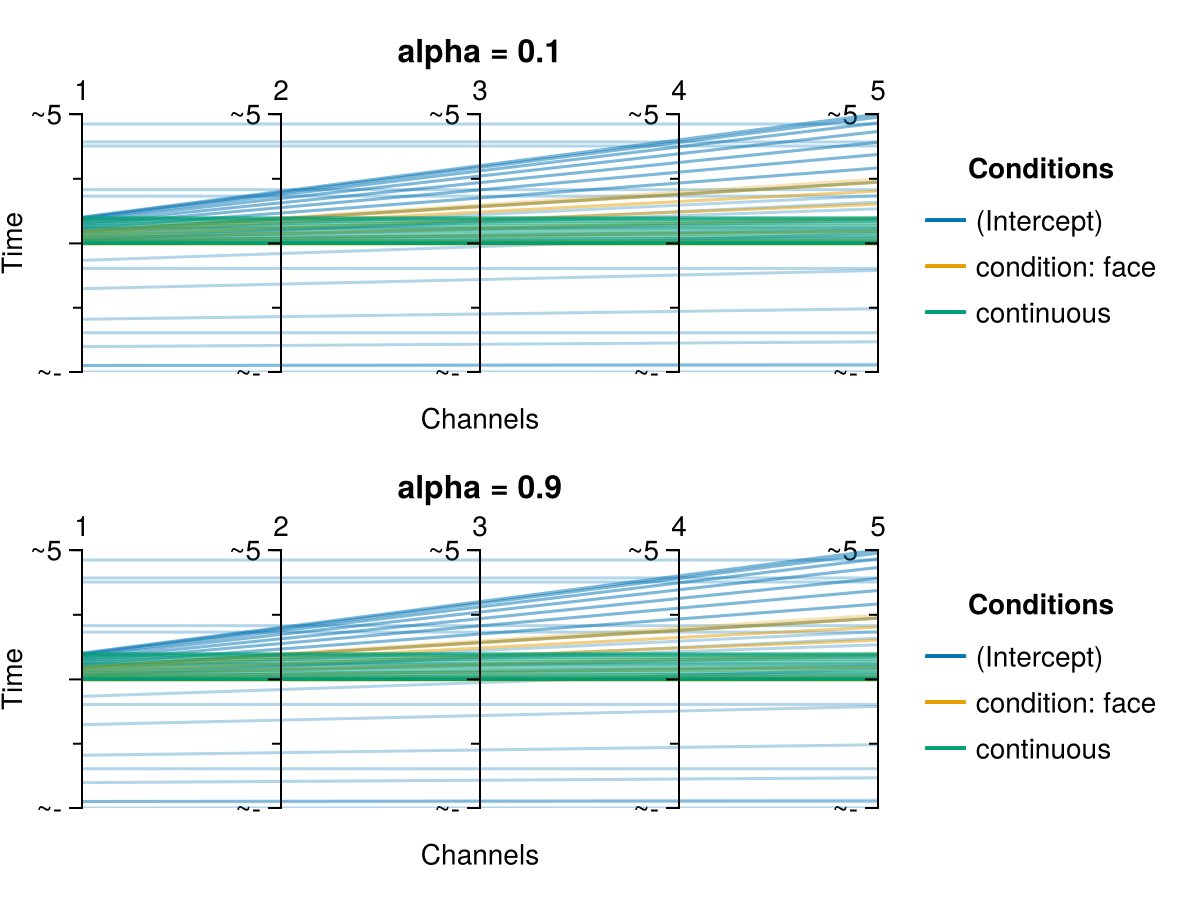 alpha = 0.1
1 2 3 4 5
~5 ~5 ~5 ~5 ~5
Time
~- ~- ~- ~- ~-
Channels
Conditions
(Intercept)
condition: face
continuous
alpha = 0.9
1 2 3 4 5
~5 ~5 ~5 ~5 ~5
Time
~- ~- ~- ~- ~-
Channels
Conditions
(Intercept)
condition: face
continuous